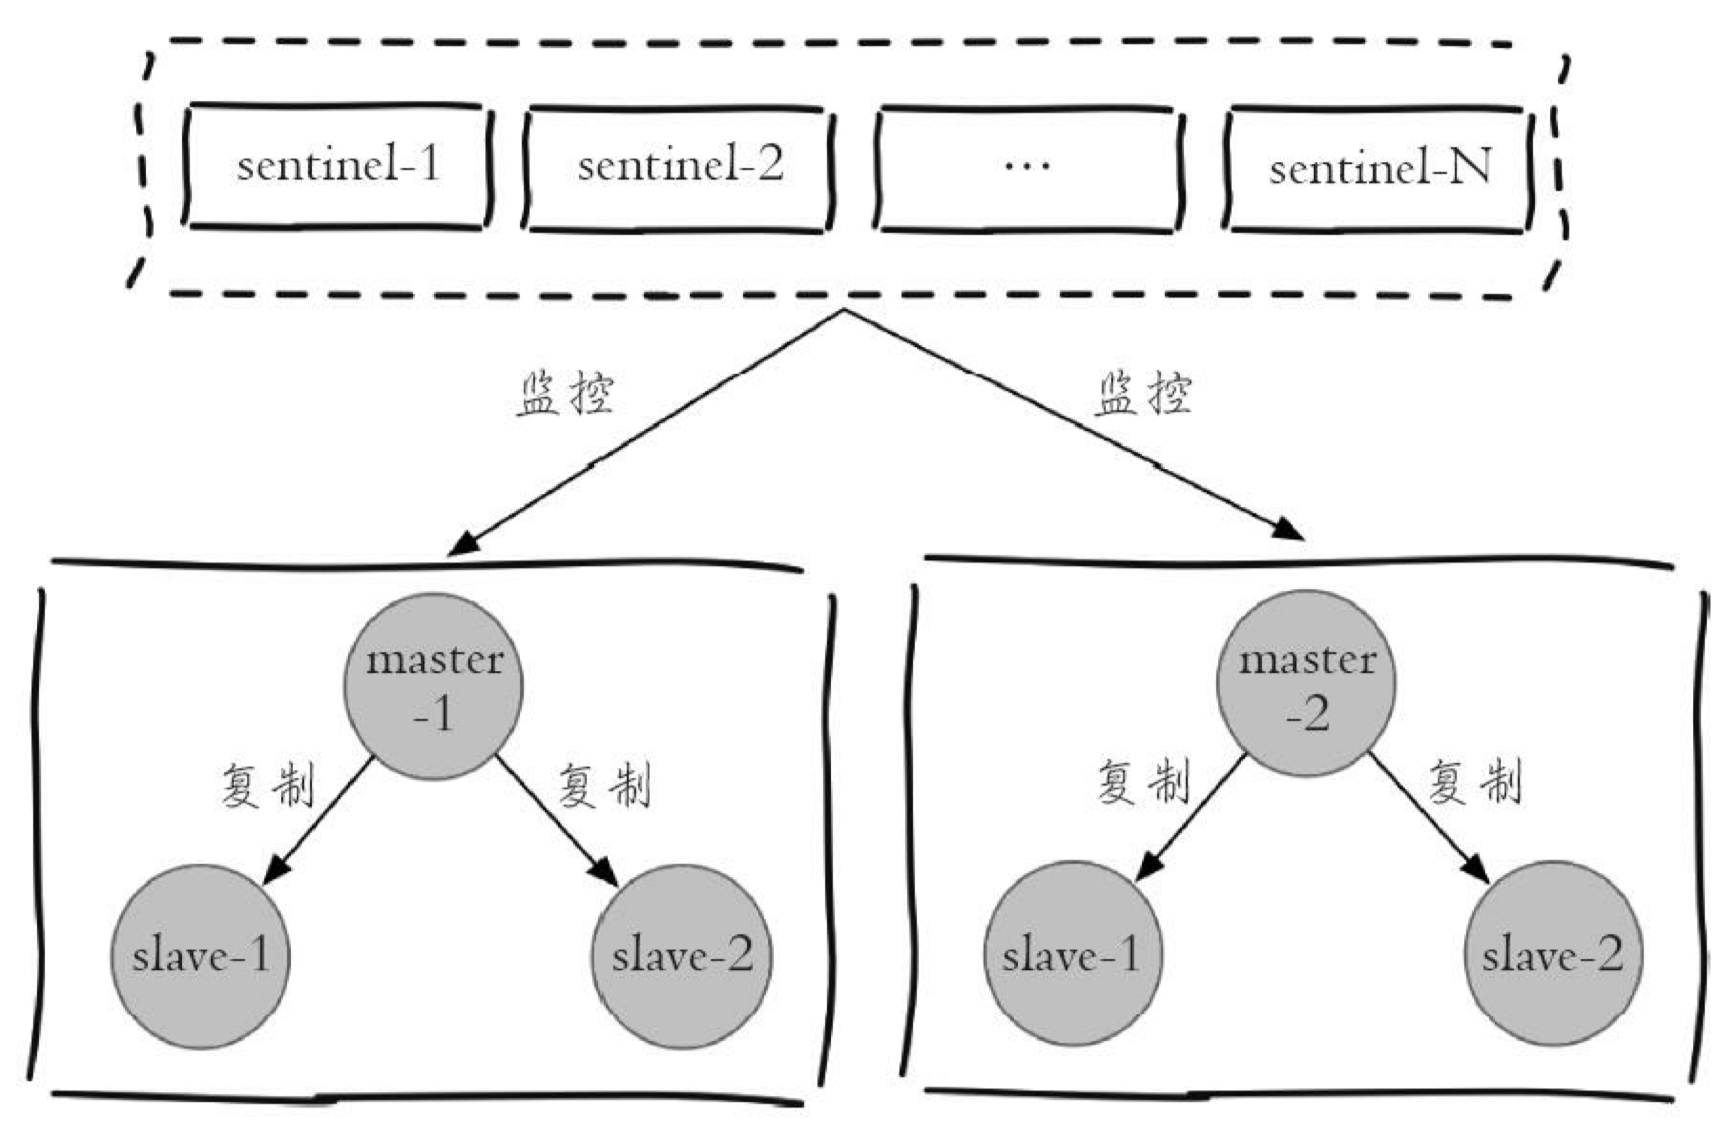 sentinel-1
sentinel-2
...
sentinel-N
监控
监控
master
-1
复制
复制
slave-1
slave-2
master
-2
复制
复制
slave-1
slave-2